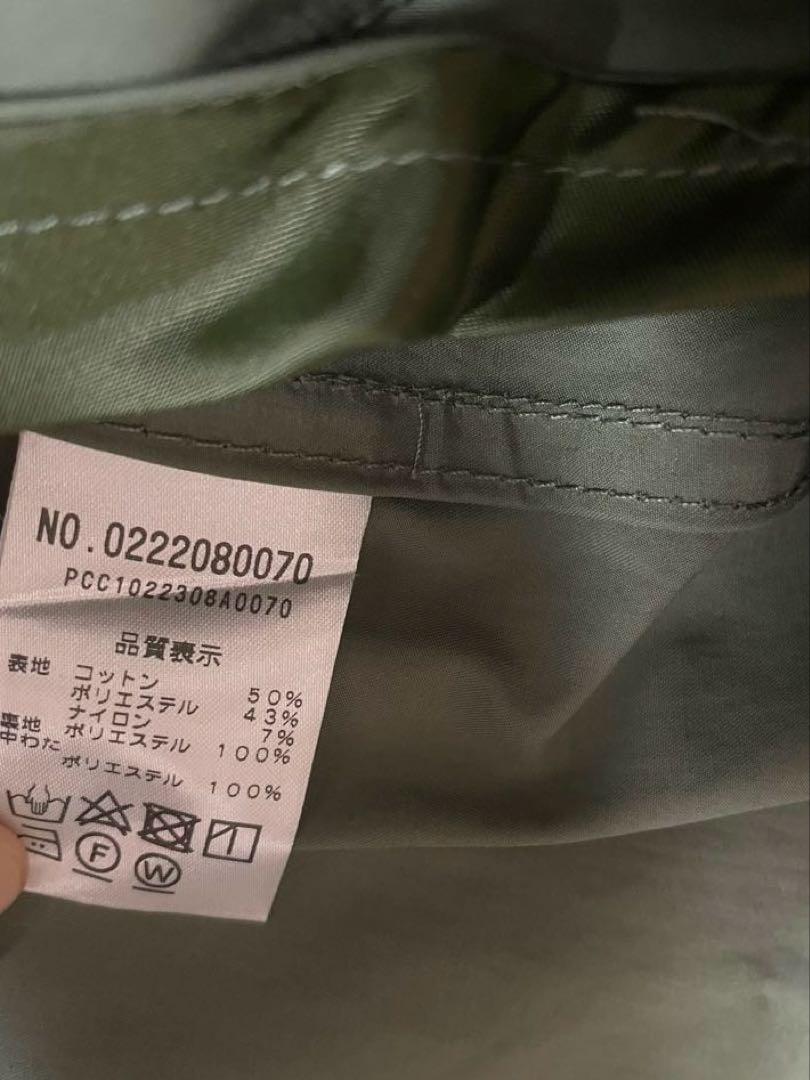 NO.0222080070
PCC1022308A0070
品質表示
表地 コットン 50%
ポリエステル 43%
ナイロン 7%
裏地 ポリエステル 100%
中わた ポリエステル 100%
F
W